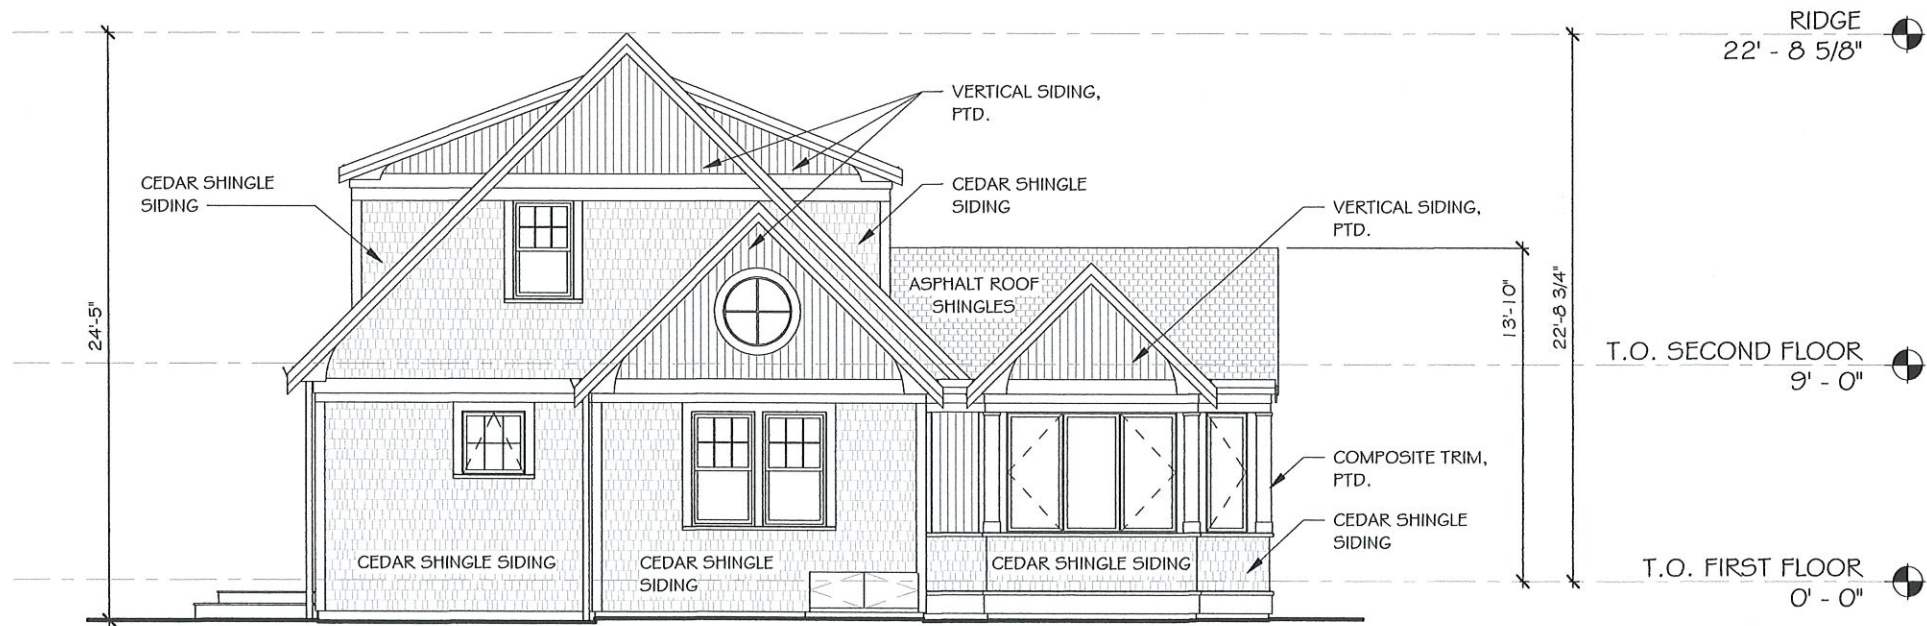 RIDGE
22' - 8 5/8"
VERTICAL SIDING,
PTD.
CEDAR SHINGLE
SIDING
CEDAR SHINGLE
SIDING
VERTICAL SIDING,
PTD.
ASPHALT ROOF
SHINGLES
24'-5"
13'-10"
22'-8 3/4"
T.O. SECOND FLOOR
9' - 0"
COMPOSITE TRIM,
PTD.
CEDAR SHINGLE
SIDING
CEDAR SHINGLE SIDING
CEDAR SHINGLE
SIDING
CEDAR SHINGLE SIDING
T.O. FIRST FLOOR
0' - 0"